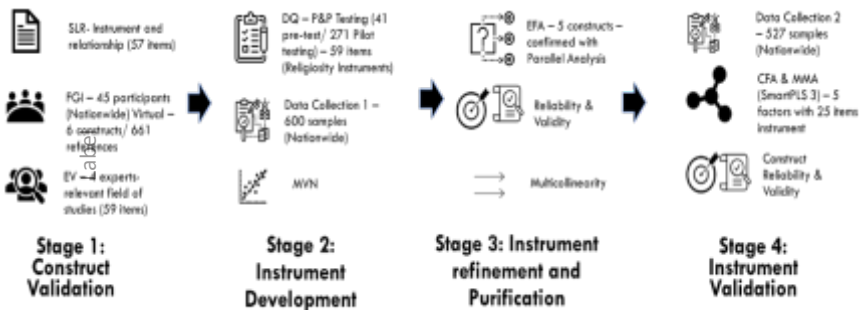 SLR- Instrument and
relationship (57 items)
FGI – 45 participants
(Nationwide) Virtual –
6 constructs/ 661
references
Label
EV – 4 experts-
relevant field of
studies (59 items)
Stage 1:
Construct
Validation
DQ – P&P Testing (41
pre-test/ 271 Pilot
testing) – 59 items
(Religiosity Instruments)
Data Collection 1 –
600 samples
(Nationwide)
MVN
Stage 2:
Instrument
Development
EFA – 5 constructs –
confirmed with
Parallel Analysis
Reliability &
Validity
Multicollinearity
Stage 3: Instrument
refinement and
Purification
Data Collection 2
– 527 samples
(Nationwide)
CFA & MMA
(SmartPLS 3) – 5
factors with 25 items
instrument
Construct
Reliability &
Validity
Stage 4:
Instrument
Validation